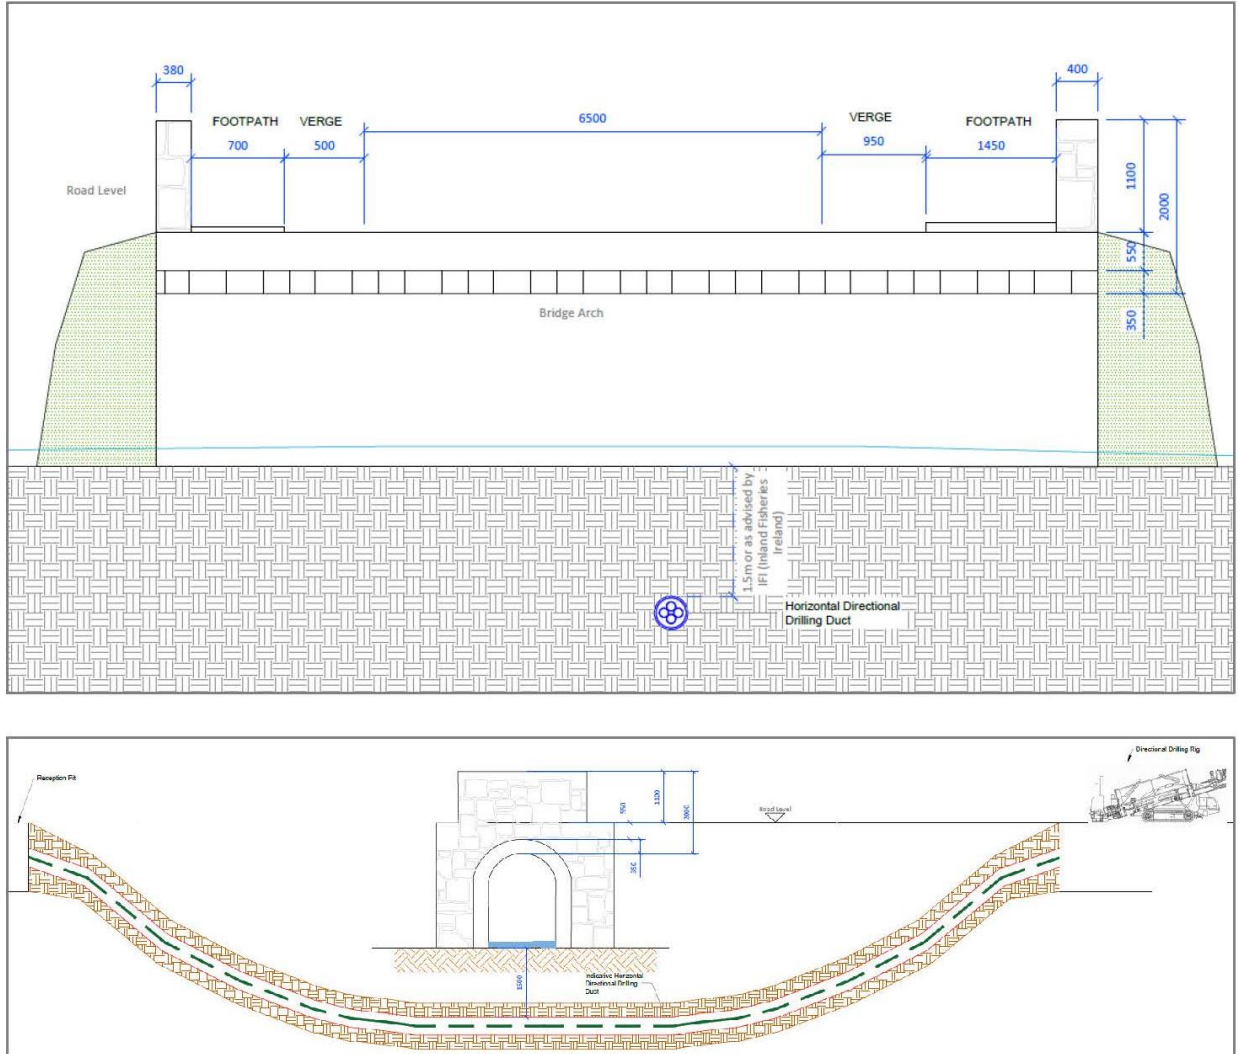 380
400
FOOTPATH VERGE
6500
VERGE
FOOTPATH
700
500
950
1450
Road Level
1100
2000
550
350
Bridge Arch
1.5m or as advised by
IFI (Inland Fisheries
Ireland)
Horizontal Directional
Drilling Duct
Directional Drilling Rig
Reception Pit
550
1100
2000
Road Level
350
Indicative Horizontal
Directional Drilling
Duct
1500